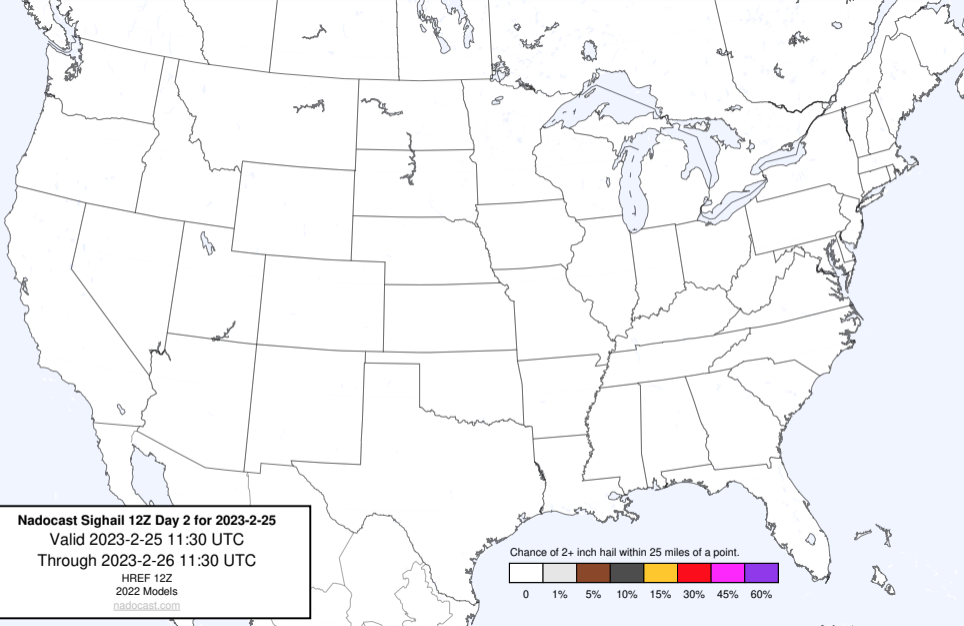 Nadocast Sighail 12Z Day 2 for 2023-2-25
Valid 2023-2-25 11:30 UTC
Through 2023-2-26 11:30 UTC
HREF 12Z
2022 Models
nadocast.com
Chance of 2+ inch hail within 25 miles of a point.
0 1% 5% 10% 15% 30% 45% 60%